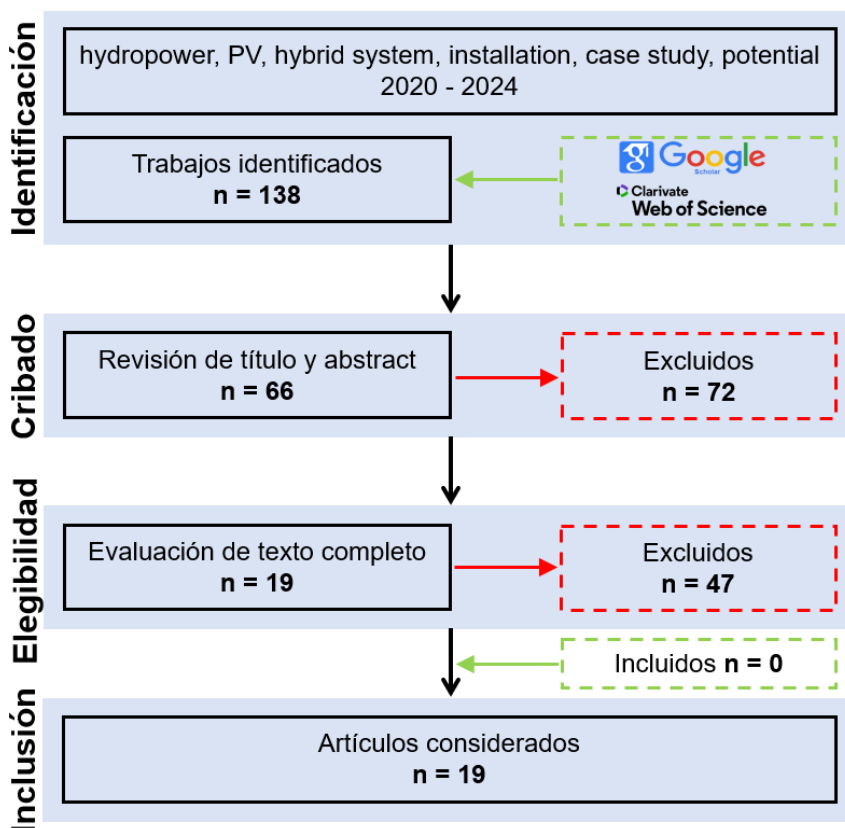 Identificación
hydropower, PV, hybrid system, installation, case study, potential
2020 - 2024
Trabajos identificados
n = 138
Google
Scholar
Clarivate
Web of Science
Cribado
Revisión de título y abstract
n = 66
Excluidos
n = 72
Elegibilidad
Evaluación de texto completo
n = 19
Excluidos
n = 47
Incluidos n = 0
Inclusión
Artículos considerados
n = 19